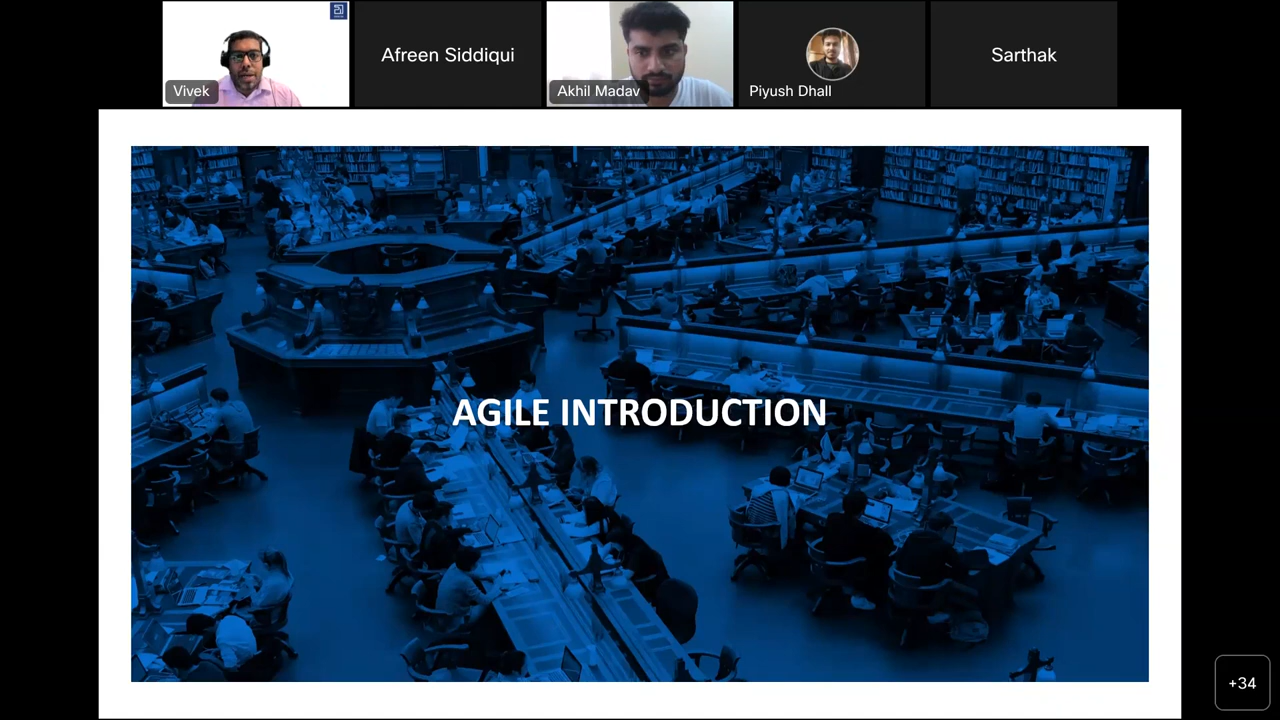 Vivek
Afreen Siddiqui
Akhil Madav
Piyush Dhall
Sarthak
AGILE INTRODUCTION
+34